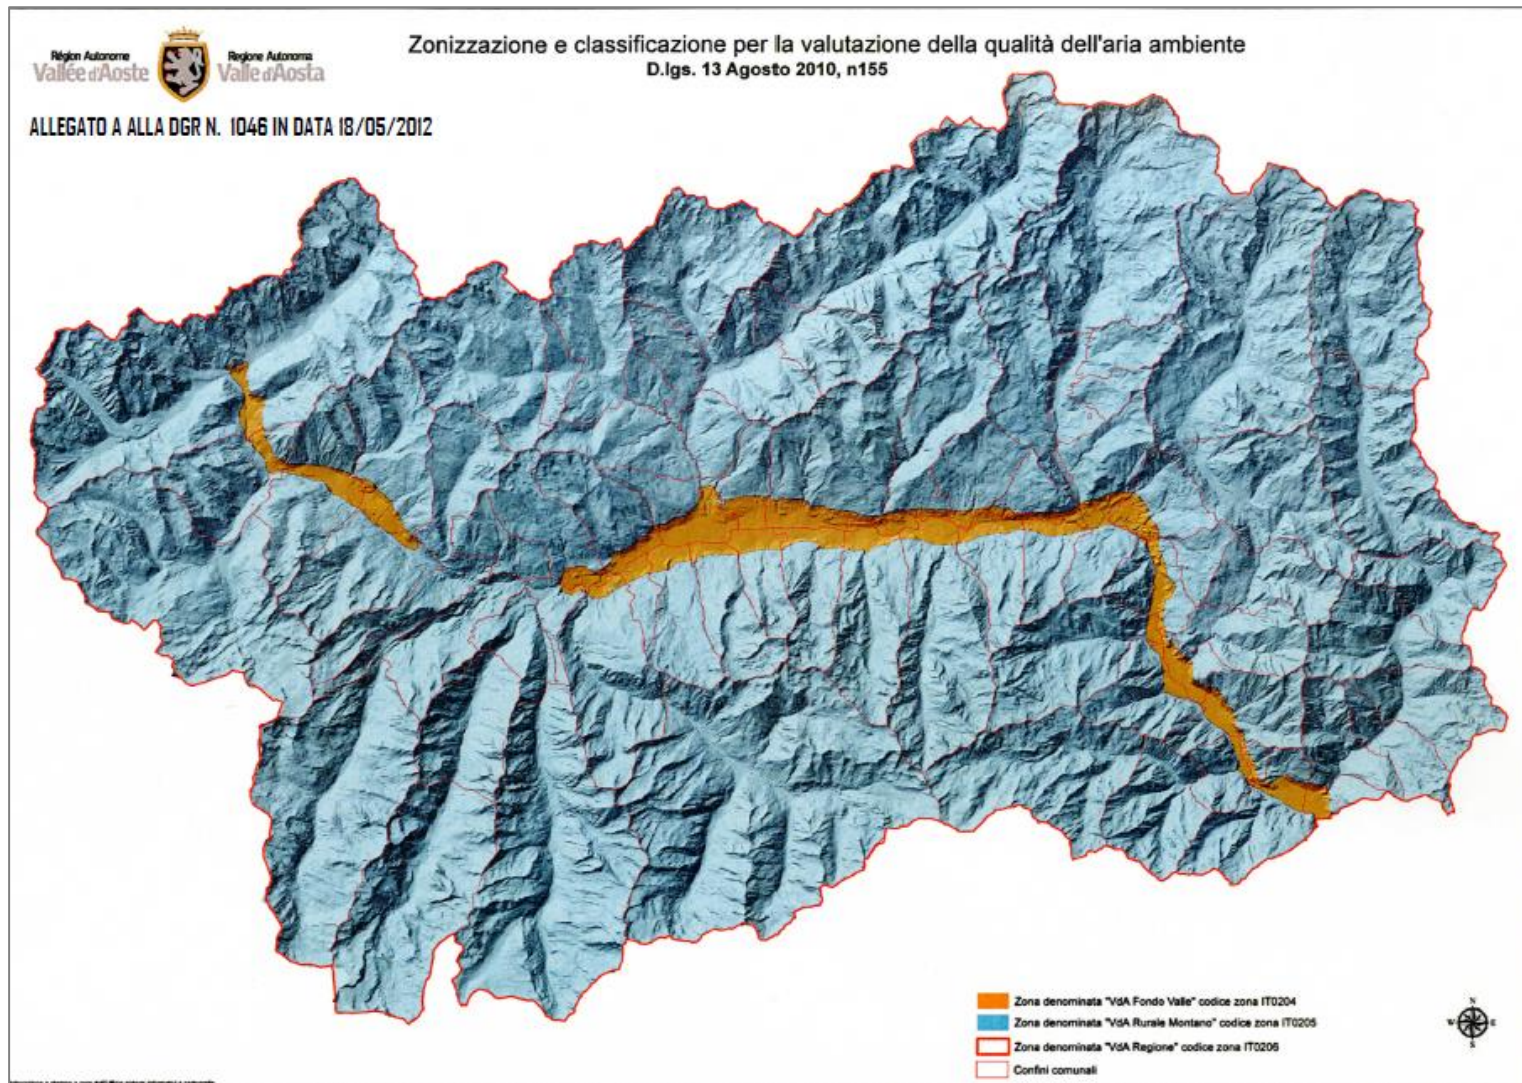 Région Autonome
Vallée d'Aoste
Regione Autonoma
Valle d'Aosta
Zonizzazione e classificazione per la valutazione della qualità dell'aria ambiente
D.lgs. 13 Agosto 2010, n155
ALLEGATO A ALLA DGR N. 1046 IN DATA 18/05/2012
Zona denominata "VdA Fondo Valle" codice zona IT0204
Zona denominata "VdA Rurale Montano" codice zona IT0205
Zona denominata "VdA Regione" codice zona IT0206
Confini comunali
N
W E
S